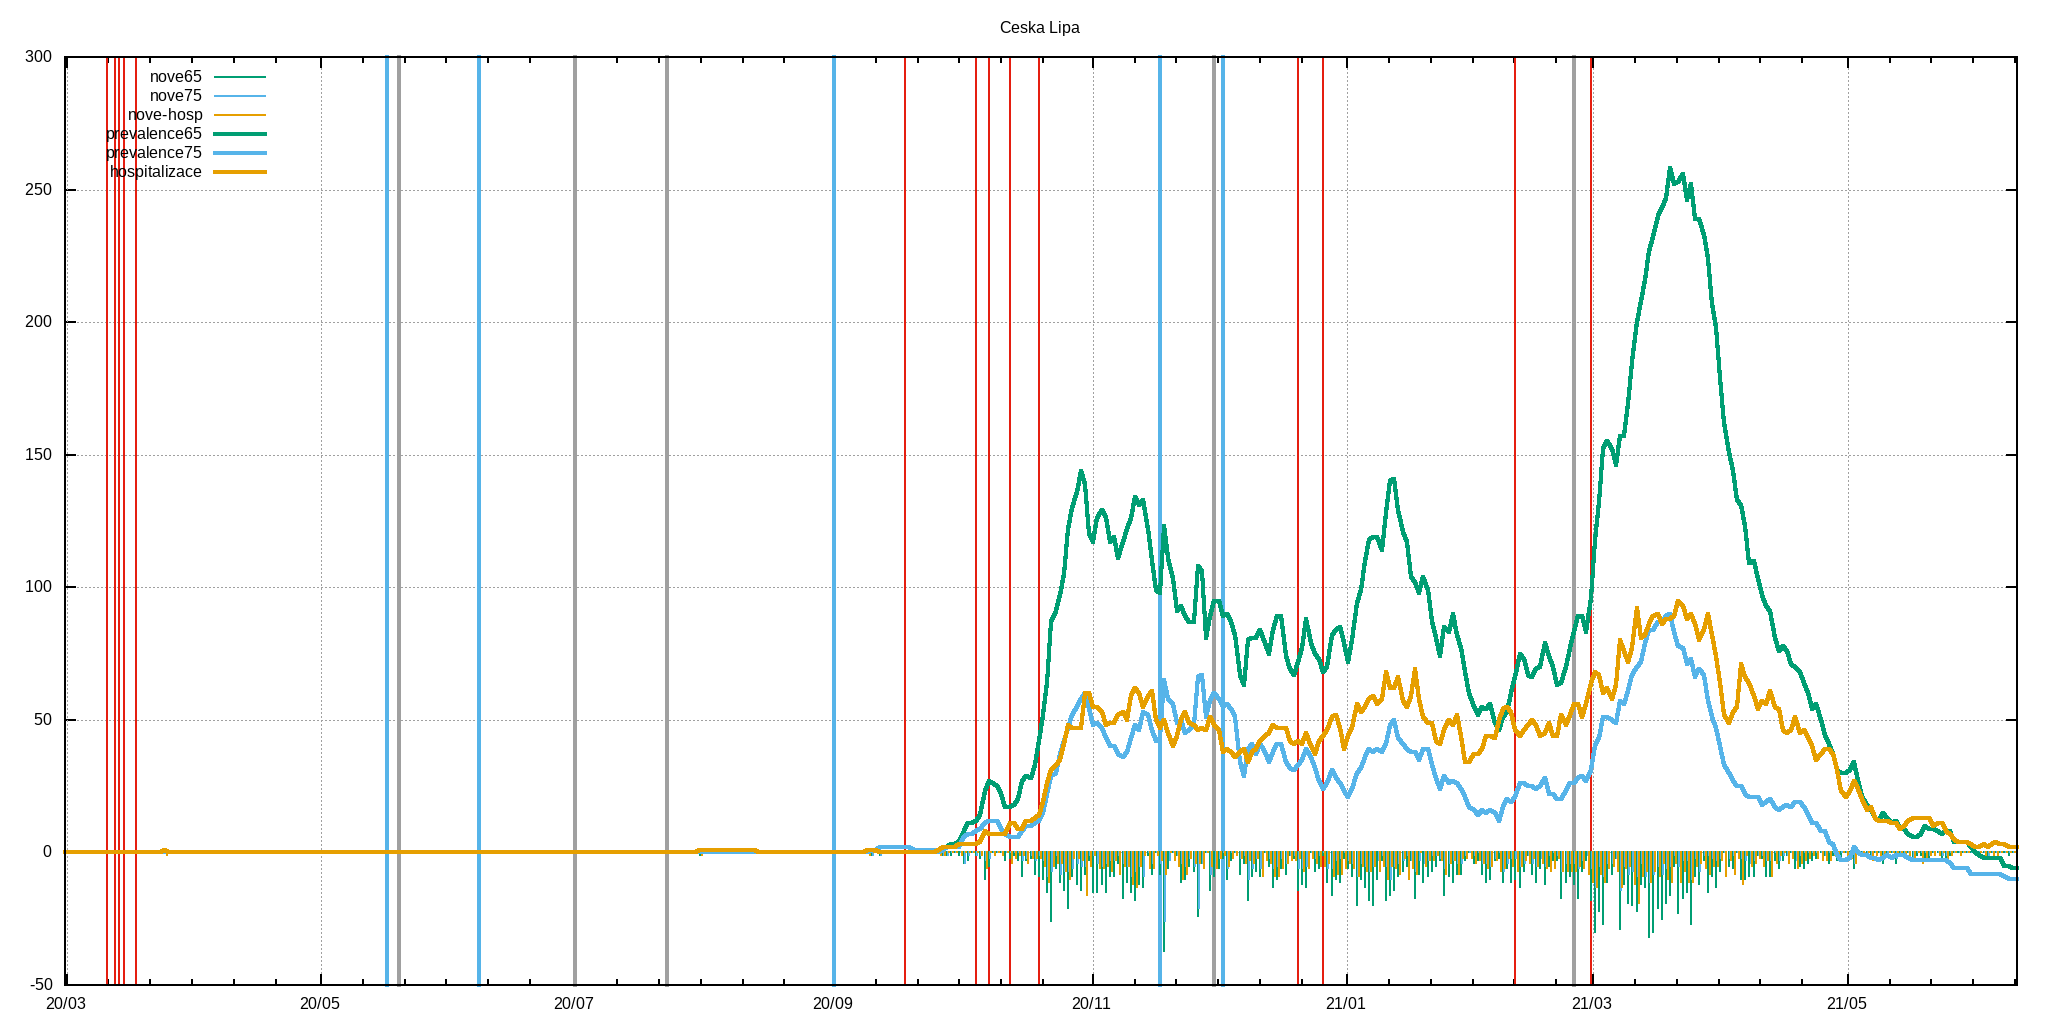 Ceska Lipa
300
nove65
nove75
nove-hosp
prevalence65
prevalence75
hospitalizace
250
200
150
100
50
0
-50
20/03 20/05 20/07 20/09 20/11 21/01 21/03 21/05